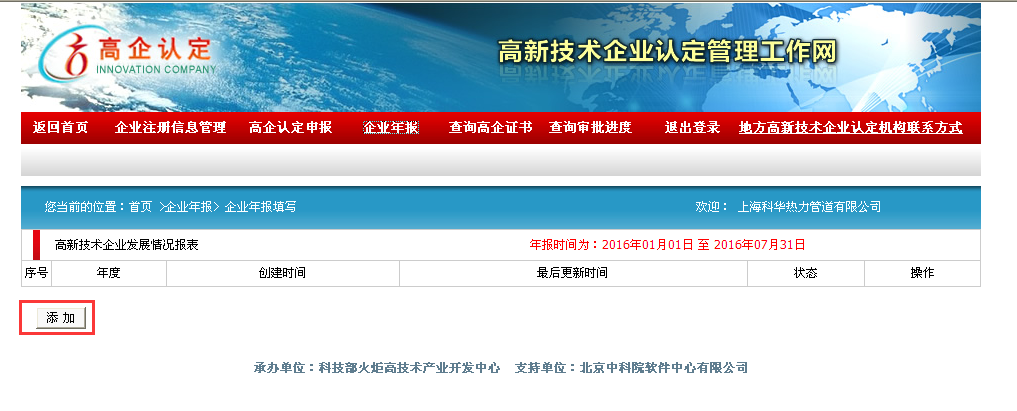 高企认定
INNOVATION COMPANY
高新技术企业认定管理工作网
返回首页 企业注册信息管理 高企认定申报 企业年报 查询高企证书 查询审批进度 退出登录 地方高新技术企业认定机构联系方式
您当前的位置：首页 >企业年报> 企业年报填写 欢迎： 上海科华热力管道有限公司
高新技术企业发展情况报表 年报时间为：2016年01月01日 至 2016年07月31日
序号 年度 创建时间 最后更新时间 状态 操作
添 加
承办单位：科技部火炬高技术产业开发中心 支持单位：北京中科院软件中心有限公司